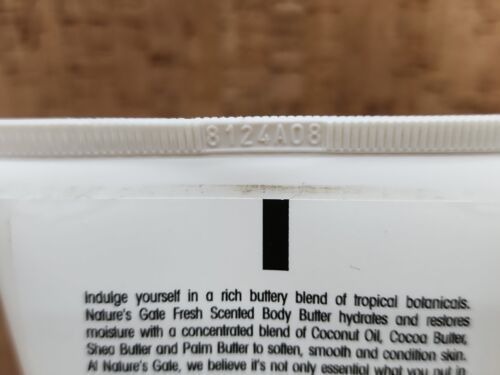 8124A08
Indulge yourself in a rich buttery blend of tropical botanicals.
Nature's Gate Fresh Scented Body Butter hydrates and restores
moisture with a concentrated blend of Coconut Oil, Cocoa Butter,
Shea Butter and Palm Butter to soften, smooth and condition skin.
At Nature's Gate, we believe it's not only essential what you put in